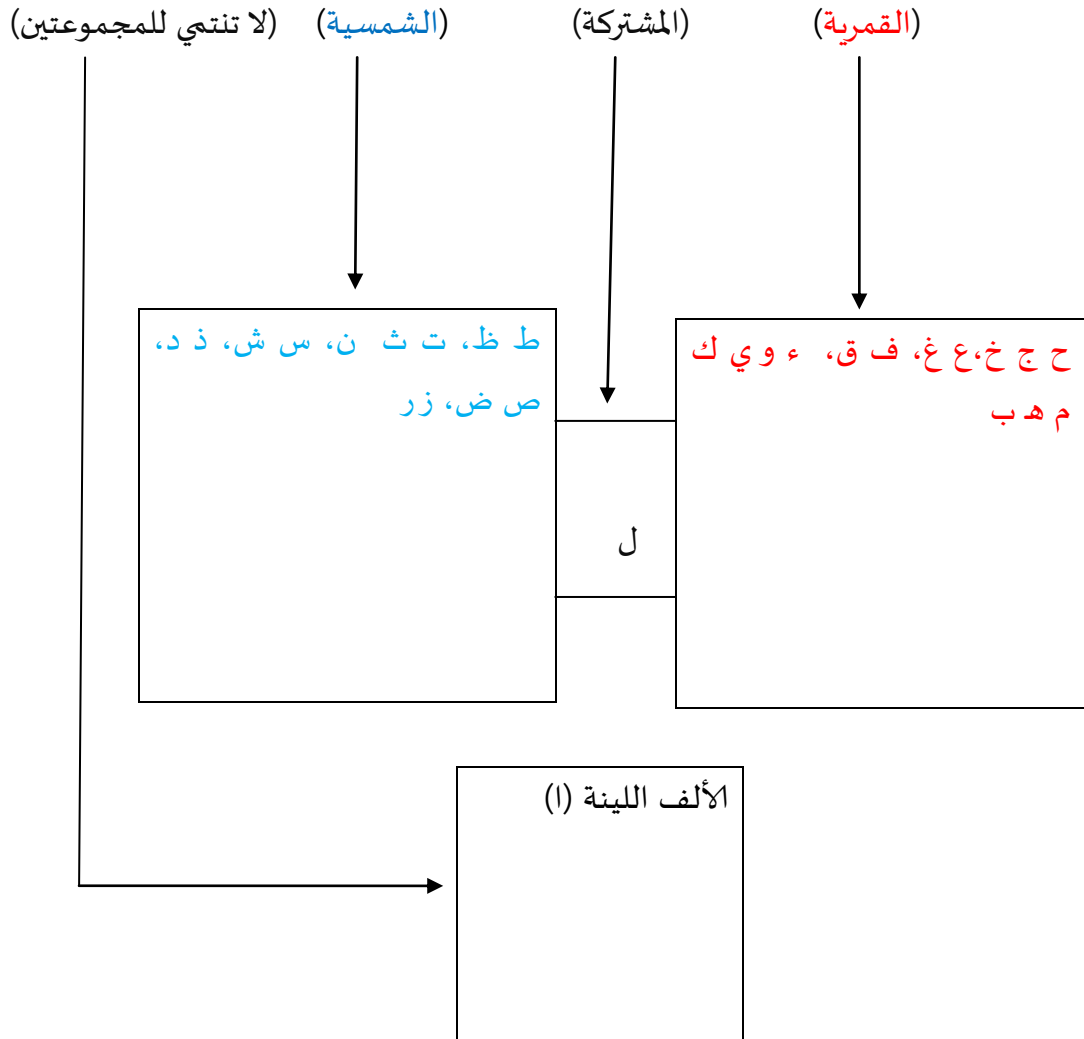 (القمرية) (المشتركة) (الشمسية) (لا تنتمي للمجموعتين)
ح ج خ،ع غ، ف ق، ء و ي ك
م هـ ب
ط ظ، ت ث ن، س ش، ذ د،
ص ض، ز ر
ل
الألف اللينة (ا)